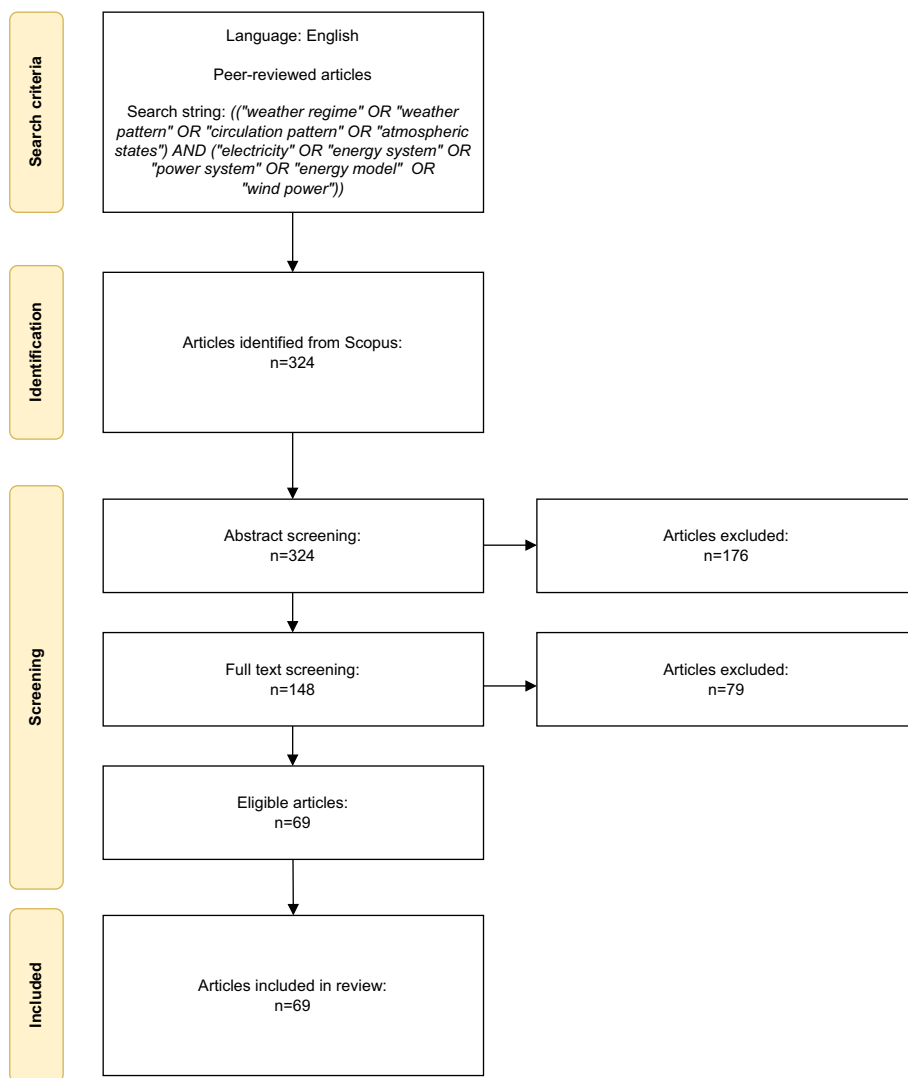 Search criteria
Language: English
Peer-reviewed articles
Search string: (("weather regime" OR "weather
pattern" OR "circulation pattern" OR "atmospheric
states") AND ("electricity" OR "energy system" OR
"power system" OR "energy model" OR
"wind power"))
Identification
Articles identified from Scopus:
n=324
Screening
Abstract screening:
n=324
Articles excluded:
n=176
Full text screening:
n=148
Articles excluded:
n=79
Eligible articles:
n=69
Included
Articles included in review:
n=69